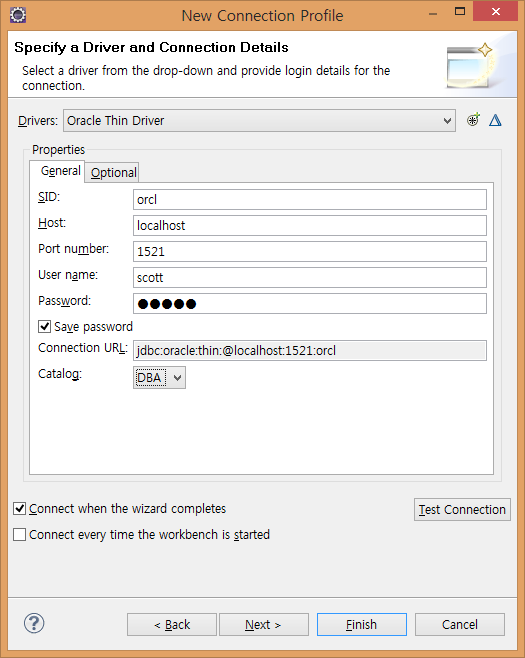 New Connection Profile
Specify a Driver and Connection Details
Select a driver from the drop-down and provide login details for the
connection.
Drivers: Oracle Thin Driver
Properties
General Optional
SID: orcl
Host: localhost
Port number: 1521
User name: scott
Password: ●●●●●
Save password
Connection URL: jdbc:oracle:thin:@localhost:1521:orcl
Catalog: DBA
Connect when the wizard completes
Test Connection
Connect every time the workbench is started
? < Back Next > Finish Cancel